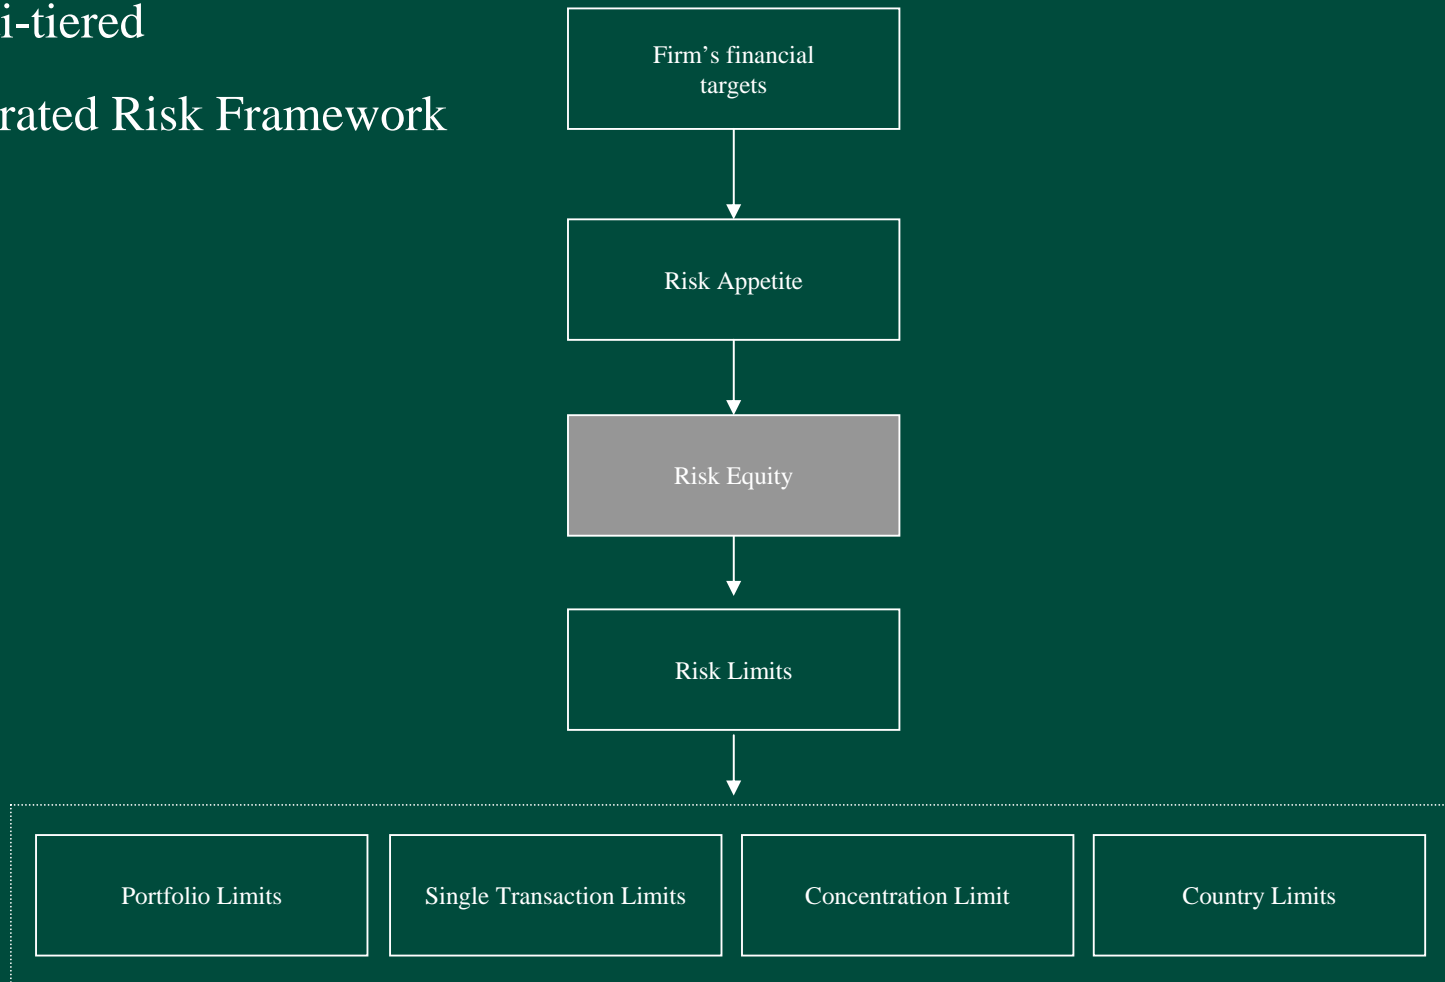 i-tiered
rated Risk Framework
Firm’s financial
targets
Risk Appetite
Risk Equity
Risk Limits
Portfolio Limits
Single Transaction Limits
Concentration Limit
Country Limits